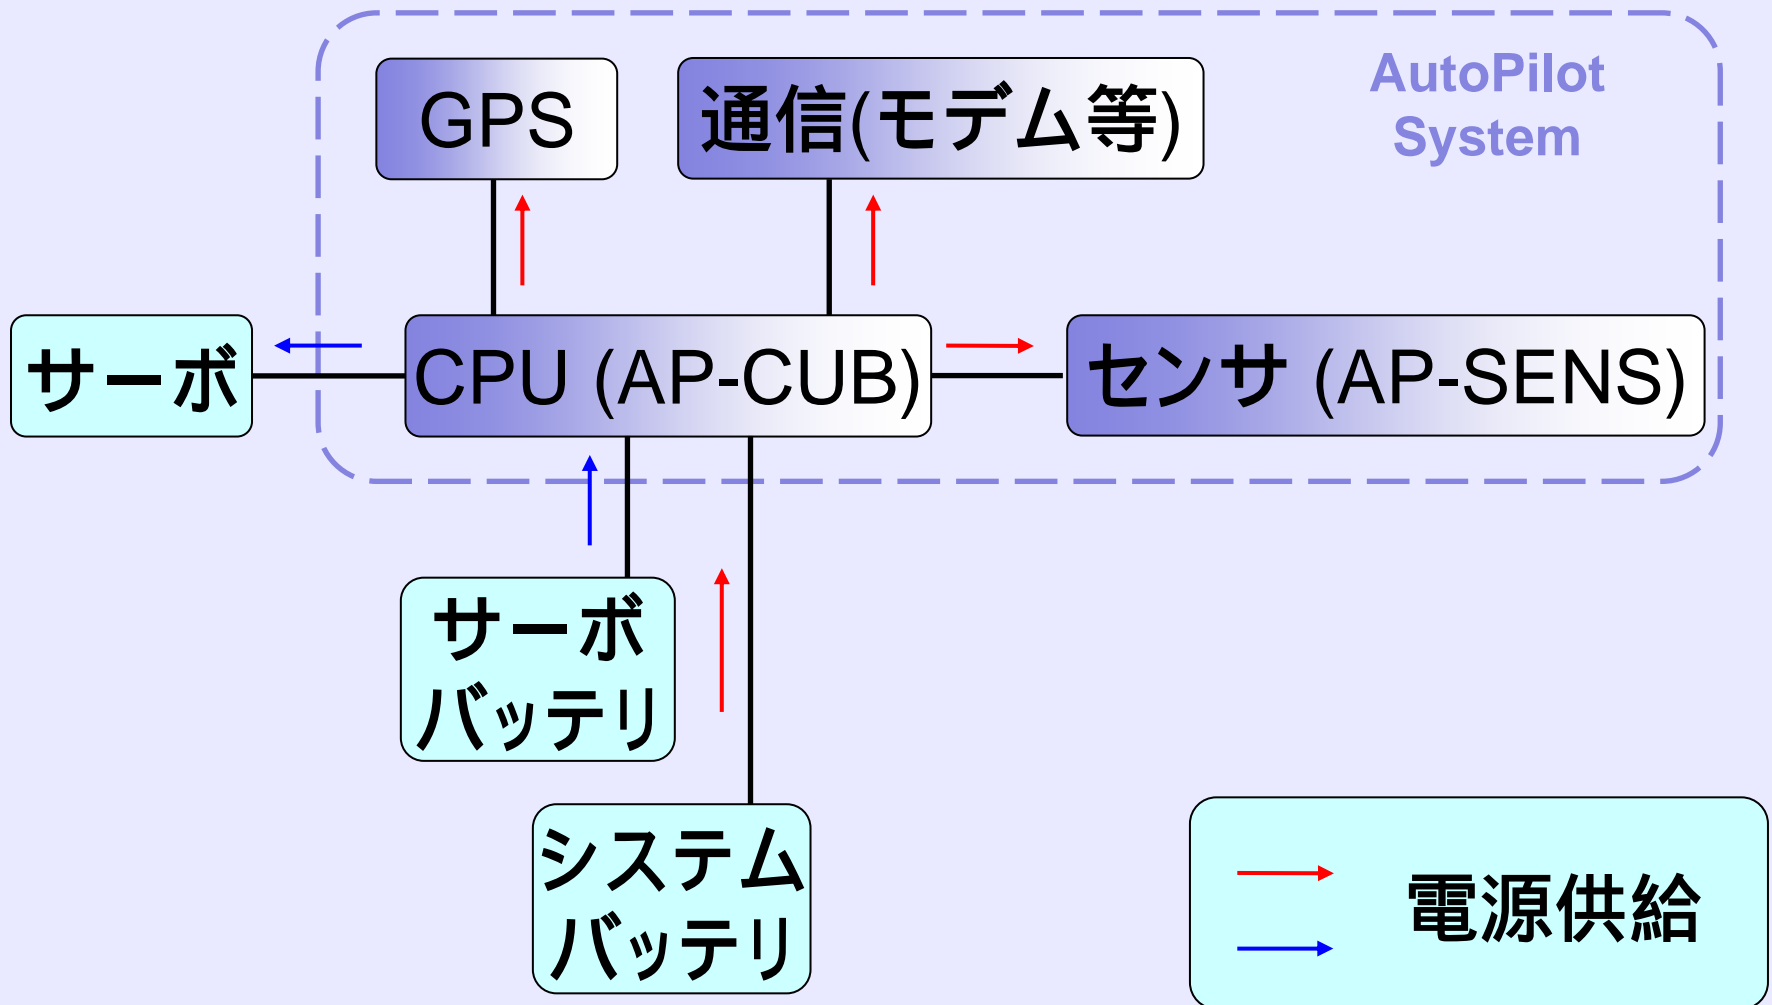 AutoPilot
System
GPS
通信(モデム等)
サーボ
CPU (AP-CUB)
センサ (AP-SENS)
サーボ
バッテリ
システム
バッテリ
電源供給